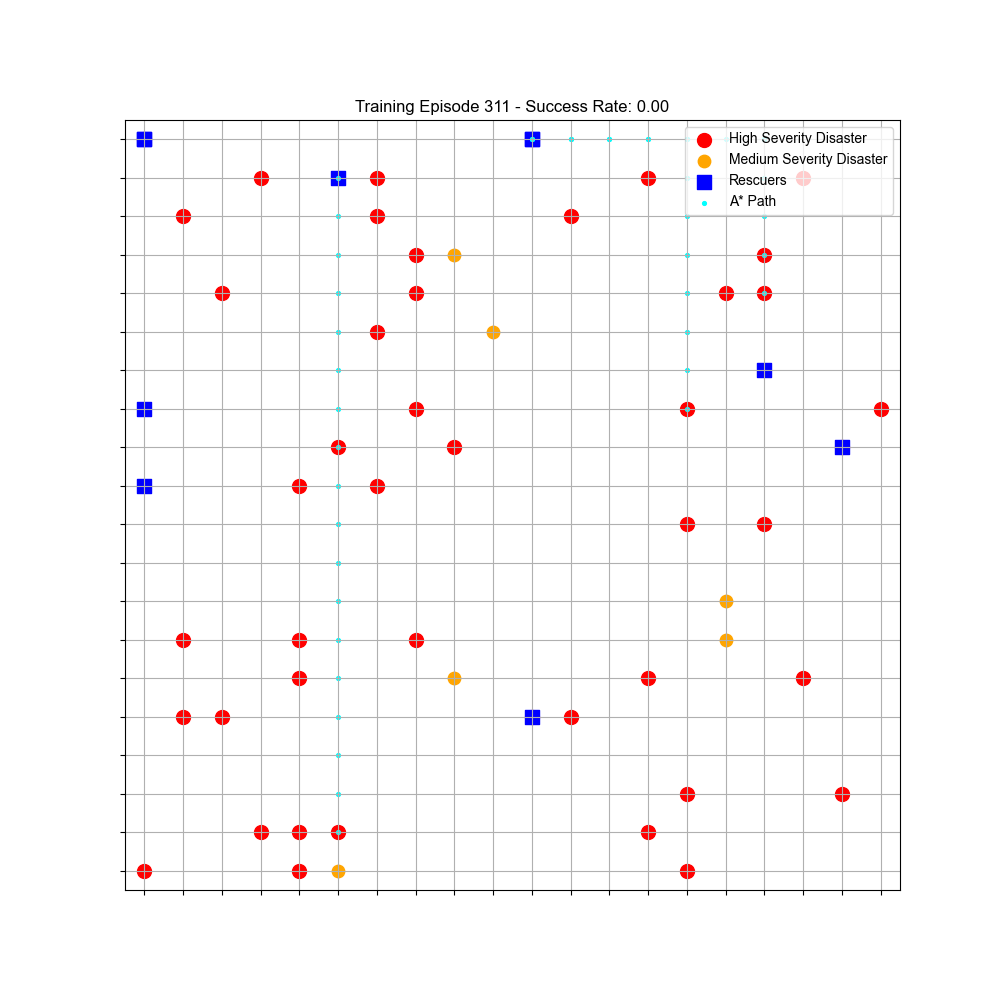 Training Episode 311 - Success Rate: 0.00
High Severity Disaster
Medium Severity Disaster
Rescuers
A* Path